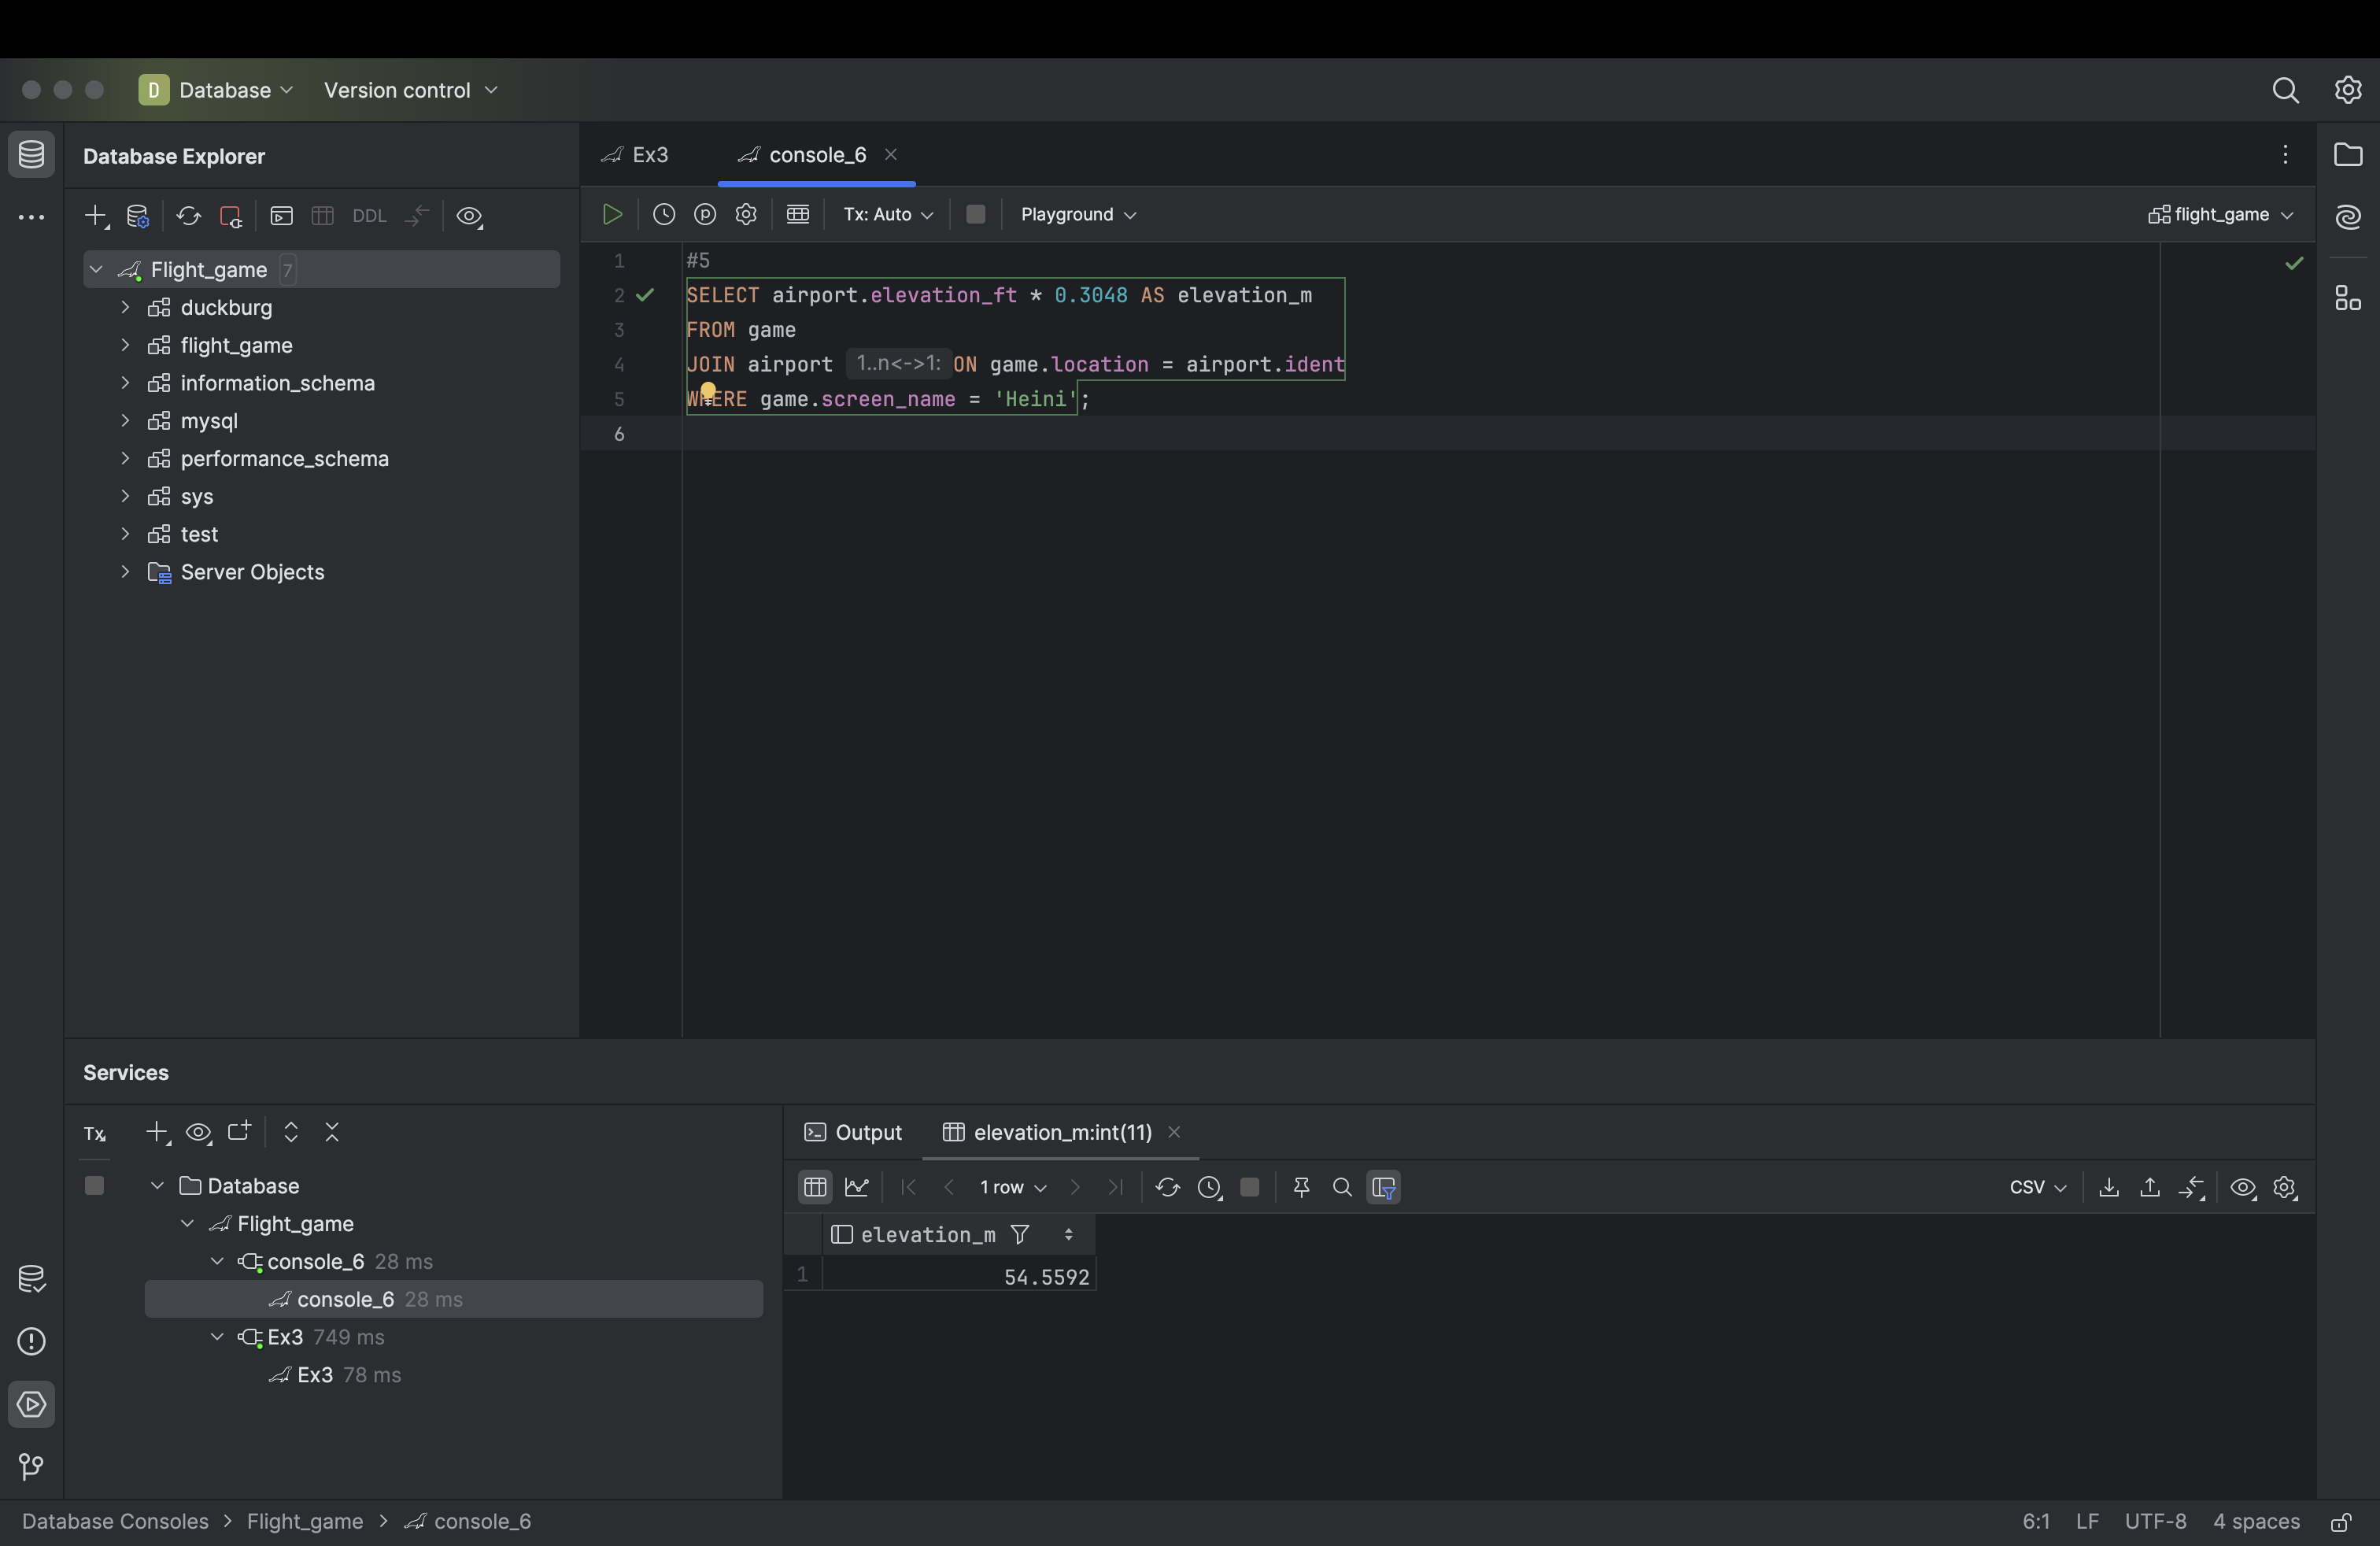 D Database Version control
Database Explorer
DDL
Flight_game 7
duckburg
flight_game
information_schema
mysql
performance_schema
sys
test
Server Objects
Ex3 console_6
Tx: Auto Playground flight_game
1 #5
2 SELECT airport.elevation_ft * 0.3048 AS elevation_m
3 FROM game
4 JOIN airport 1..n<->1: ON game.location = airport.ident
5 WHERE game.screen_name = 'Heini';
6
Services
Tx
Database
Flight_game
console_6 28 ms
console_6 28 ms
Ex3 749 ms
Ex3 78 ms
Output elevation_m:int(11)
1 row CSV
elevation_m
1 54.5592
Database Consoles > Flight_game > console_6 6:1 LF UTF-8 4 spaces